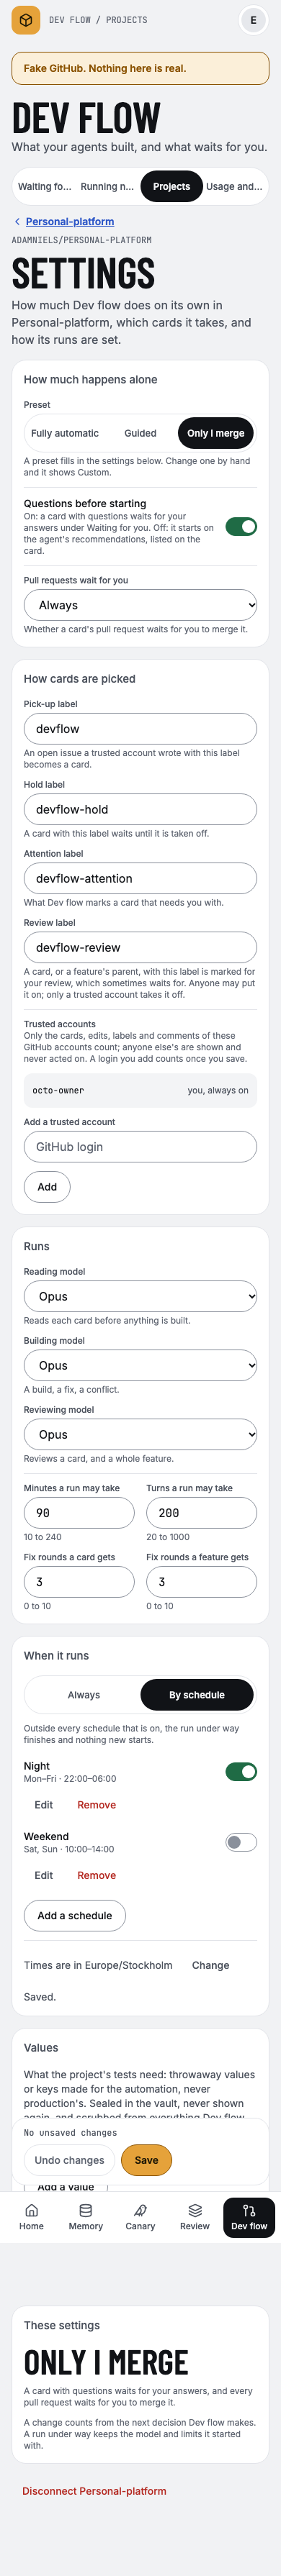 DEV FLOW / PROJECTS
E
Fake GitHub. Nothing here is real.
DEV FLOW
What your agents built, and what waits for you.
Waiting fo... Running n... Projects Usage and...
Personal-platform
ADAMNIELS/PERSONAL-PLATFORM
SETTINGS
How much Dev flow does on its own in
Personal-platform, which cards it takes, and
how its runs are set.
How much happens alone
Preset
Fully automatic Guided Only I merge
A preset fills in the settings below. Change one by hand
and it shows Custom.
Questions before starting
On: a card with questions waits for your
answers under Waiting for you. Off: it starts on
the agent's recommendations, listed on the
card.
Pull requests wait for you
Always
Whether a card's pull request waits for you to merge it.
How cards are picked
Pick-up label
devflow
An open issue a trusted account wrote with this label
becomes a card.
Hold label
devflow-hold
A card with this label waits until it is taken off.
Attention label
devflow-attention
What Dev flow marks a card that needs you with.
Review label
devflow-review
A card, or a feature's parent, with this label is marked for
your review, which sometimes waits for. Anyone may put
it on; only a trusted account takes it off.
Trusted accounts
Only the cards, edits, labels and comments of these
GitHub accounts count; anyone else's are shown and
never acted on. A login you add counts once you save.
octo-owner you, always on
Add a trusted account
GitHub login
Add
Runs
Reading model
Opus
Reads each card before anything is built.
Building model
Opus
A build, a fix, a conflict.
Reviewing model
Opus
Reviews a card, and a whole feature.
Minutes a run may take Turns a run may take
90 200
10 to 240 20 to 1000
Fix rounds a card gets Fix rounds a feature gets
3 3
0 to 10 0 to 10
When it runs
Always By schedule
Outside every schedule that is on, the run under way
finishes and nothing new starts.
Night
Mon–Fri · 22:00–06:00
Edit Remove
Weekend
Sat, Sun · 10:00–14:00
Edit Remove
Add a schedule
Times are in Europe/Stockholm Change
Saved.
Values
What the project's tests need: throwaway values
or keys made for the automation, never
production's. Sealed in the vault, never shown
again, and scrubbed from everything Dev flow
No unsaved changes
Undo changes Save
Add a value
Home Memory Canary Review Dev flow
These settings
ONLY I MERGE
A card with questions waits for your answers, and every
pull request waits for you to merge it.
A change counts from the next decision Dev flow makes.
A run under way keeps the model and limits it started
with.
Disconnect Personal-platform